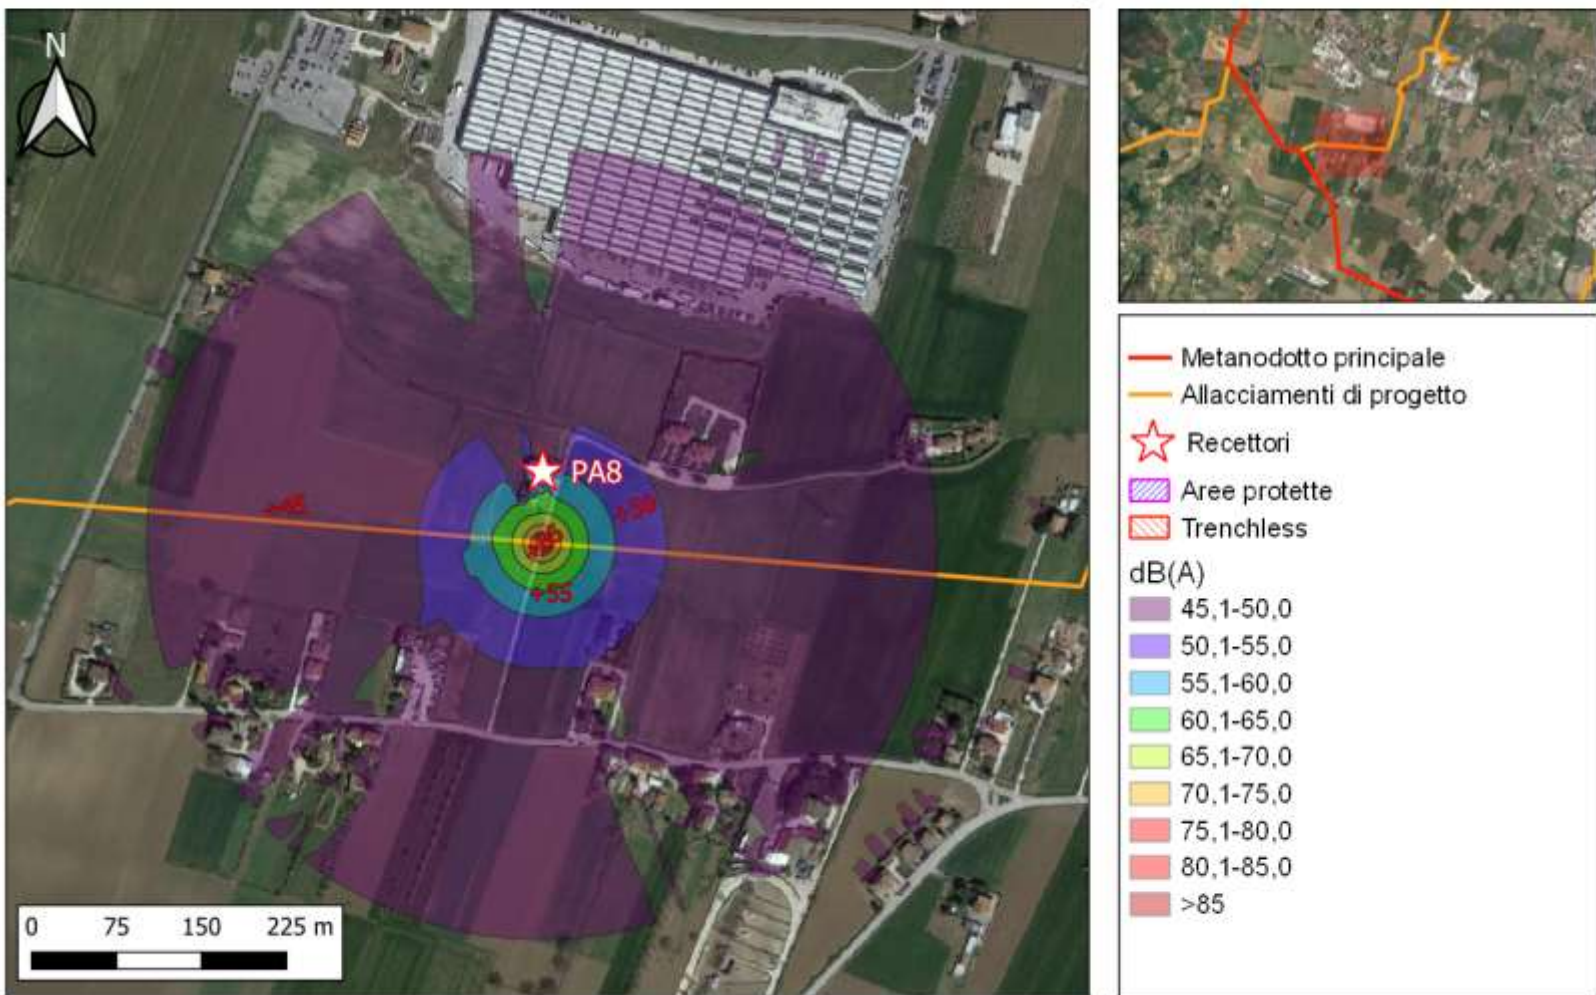 N
PA8
+50
+55
0 75 150 225 m
Metanodotto principale
Allacciamenti di progetto
Recettori
Aree protette
Trenchless
dB(A)
45,1-50,0
50,1-55,0
55,1-60,0
60,1-65,0
65,1-70,0
70,1-75,0
75,1-80,0
80,1-85,0
>85